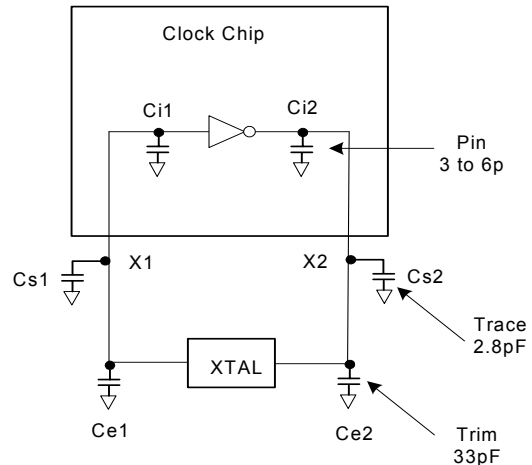 Clock Chip
Ci1
Ci2
Pin
3 to 6p
X1
X2
Cs1
Cs2
Trace
2.8pF
XTAL
Ce1
Ce2
Trim
33pF